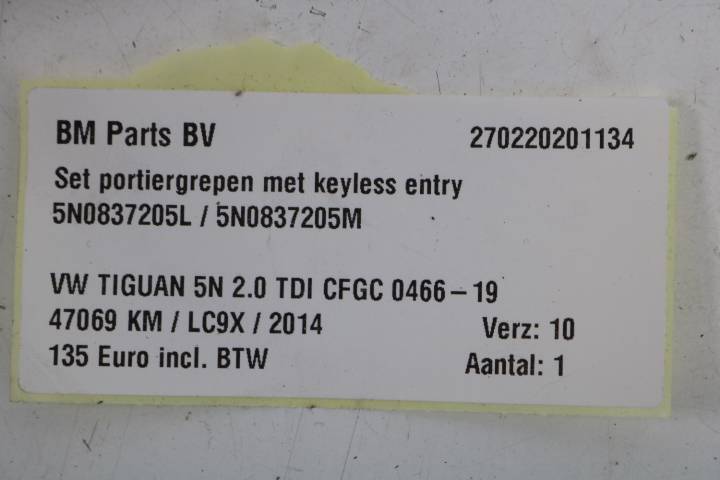 BM Parts BV 270220201134
Set portiergrepen met keyless entry
5N0837205L / 5N0837205M
VW TIGUAN 5N 2.0 TDI CFGC 0466-19
47069 KM / LC9X / 2014 Verz: 10
135 Euro incl. BTW Aantal: 1